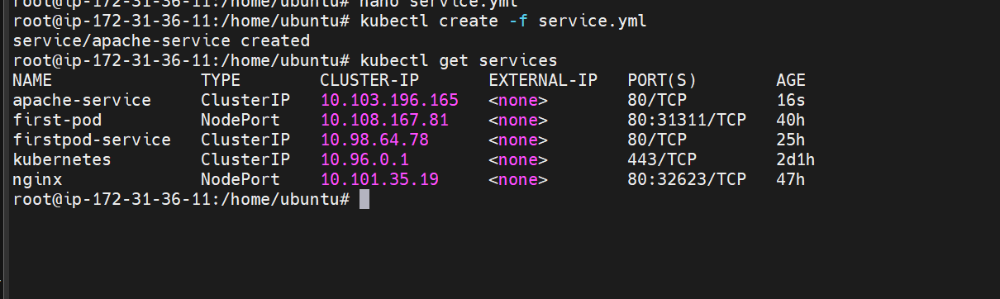 root@ip-172-31-36-11:/home/ubuntu# nano service.yml
root@ip-172-31-36-11:/home/ubuntu# kubectl create -f service.yml
service/apache-service created
root@ip-172-31-36-11:/home/ubuntu# kubectl get services
NAME TYPE CLUSTER-IP EXTERNAL-IP PORT(S) AGE
apache-service ClusterIP 10.103.196.165 <none> 80/TCP 16s
first-pod NodePort 10.108.167.81 <none> 80:31311/TCP 40h
firstpod-service ClusterIP 10.98.64.78 <none> 80/TCP 25h
kubernetes ClusterIP 10.96.0.1 <none> 443/TCP 2d1h
nginx NodePort 10.101.35.19 <none> 80:32623/TCP 47h
root@ip-172-31-36-11:/home/ubuntu#